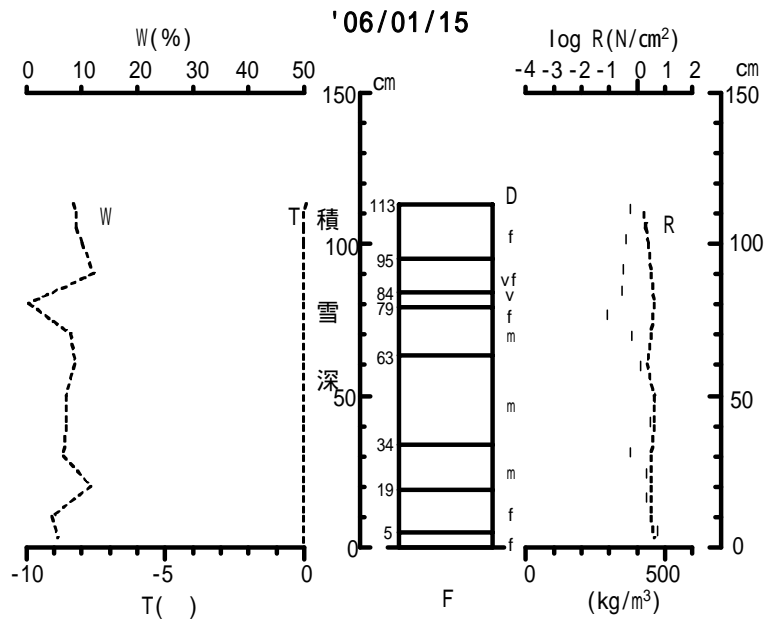 '06/01/15
W(%)
log R(N/cm²)
0 10 20 30 40 50
cm
-4 -3 -2 -1 0 1 2
cm
150
150
D
113
W
T
積
雪
深
f
R
100
100
95
vf
84
v
79
f
m
63
m
50
50
34
m
19
f
5
f
0
0
-10
0
0
500
T( )
F
(kg/m³)